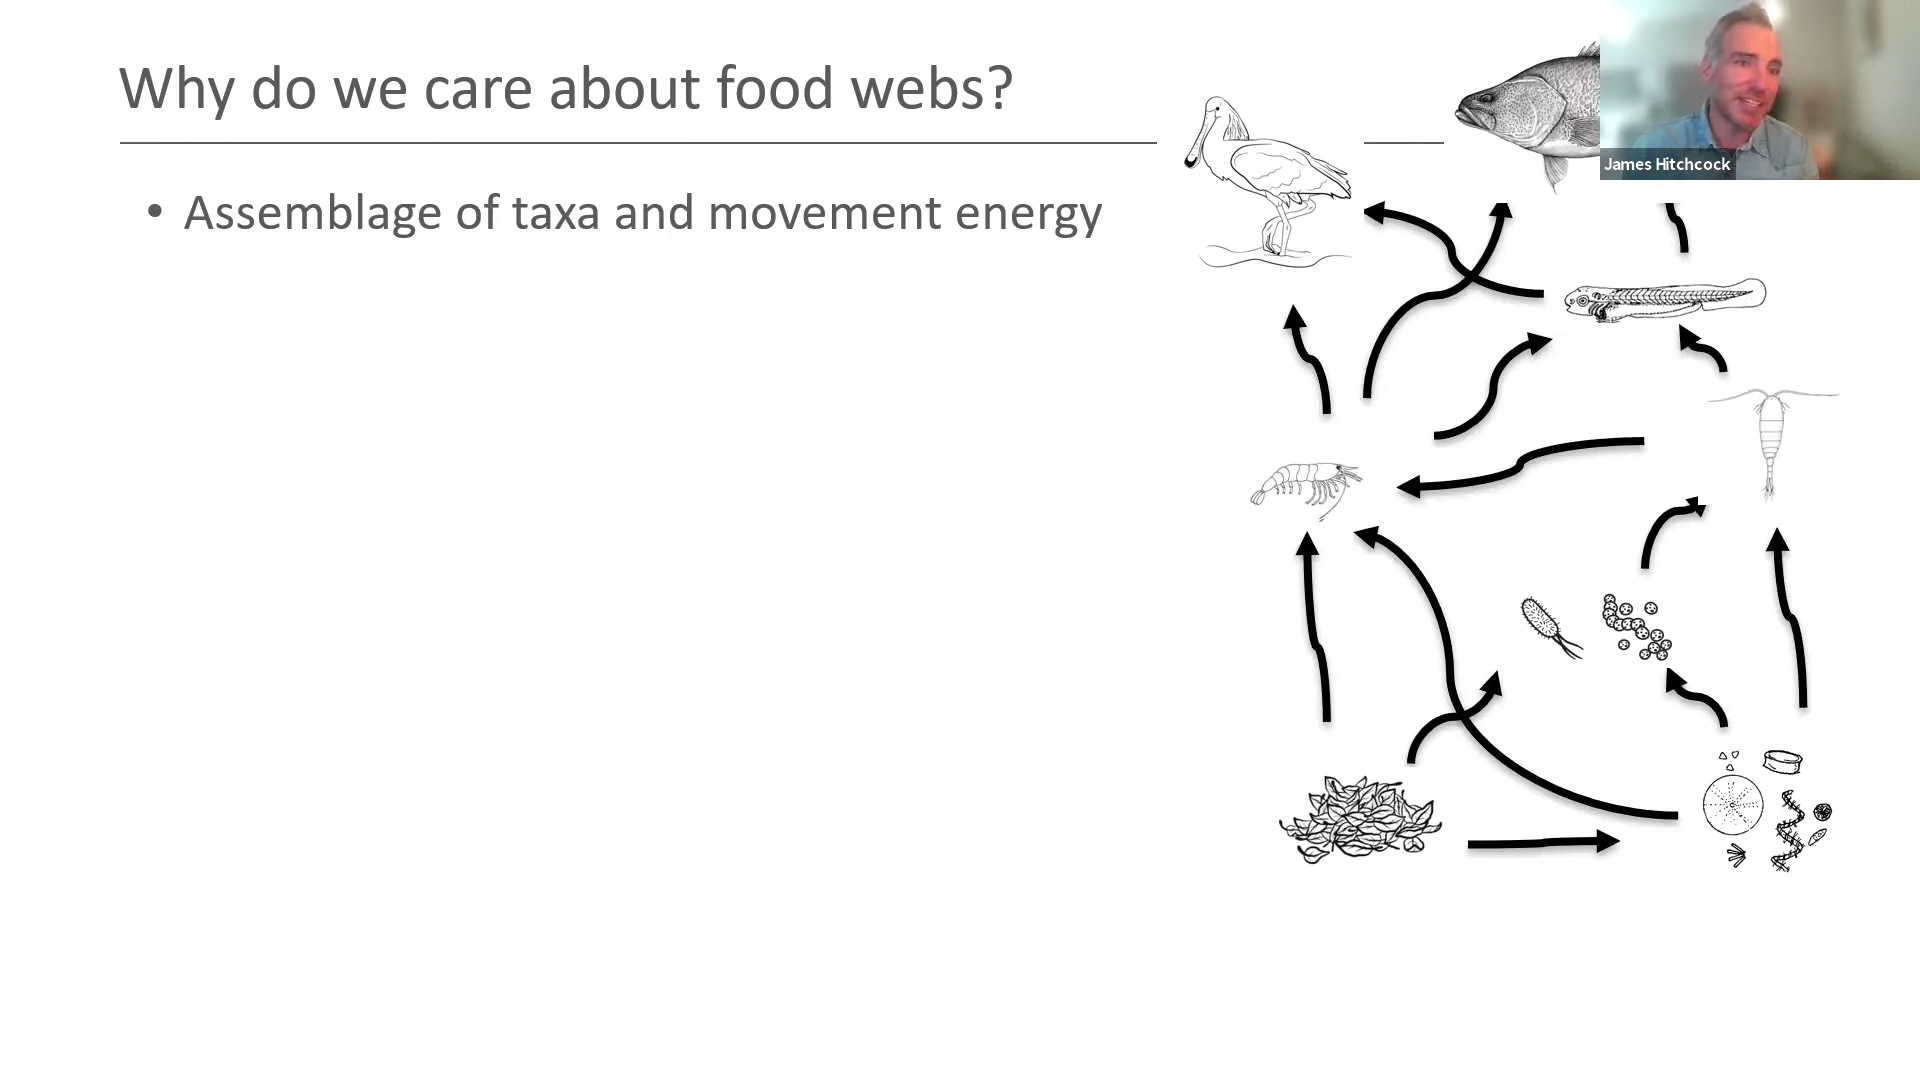 Why do we care about food webs?
James Hitchcock
• Assemblage of taxa and movement energy